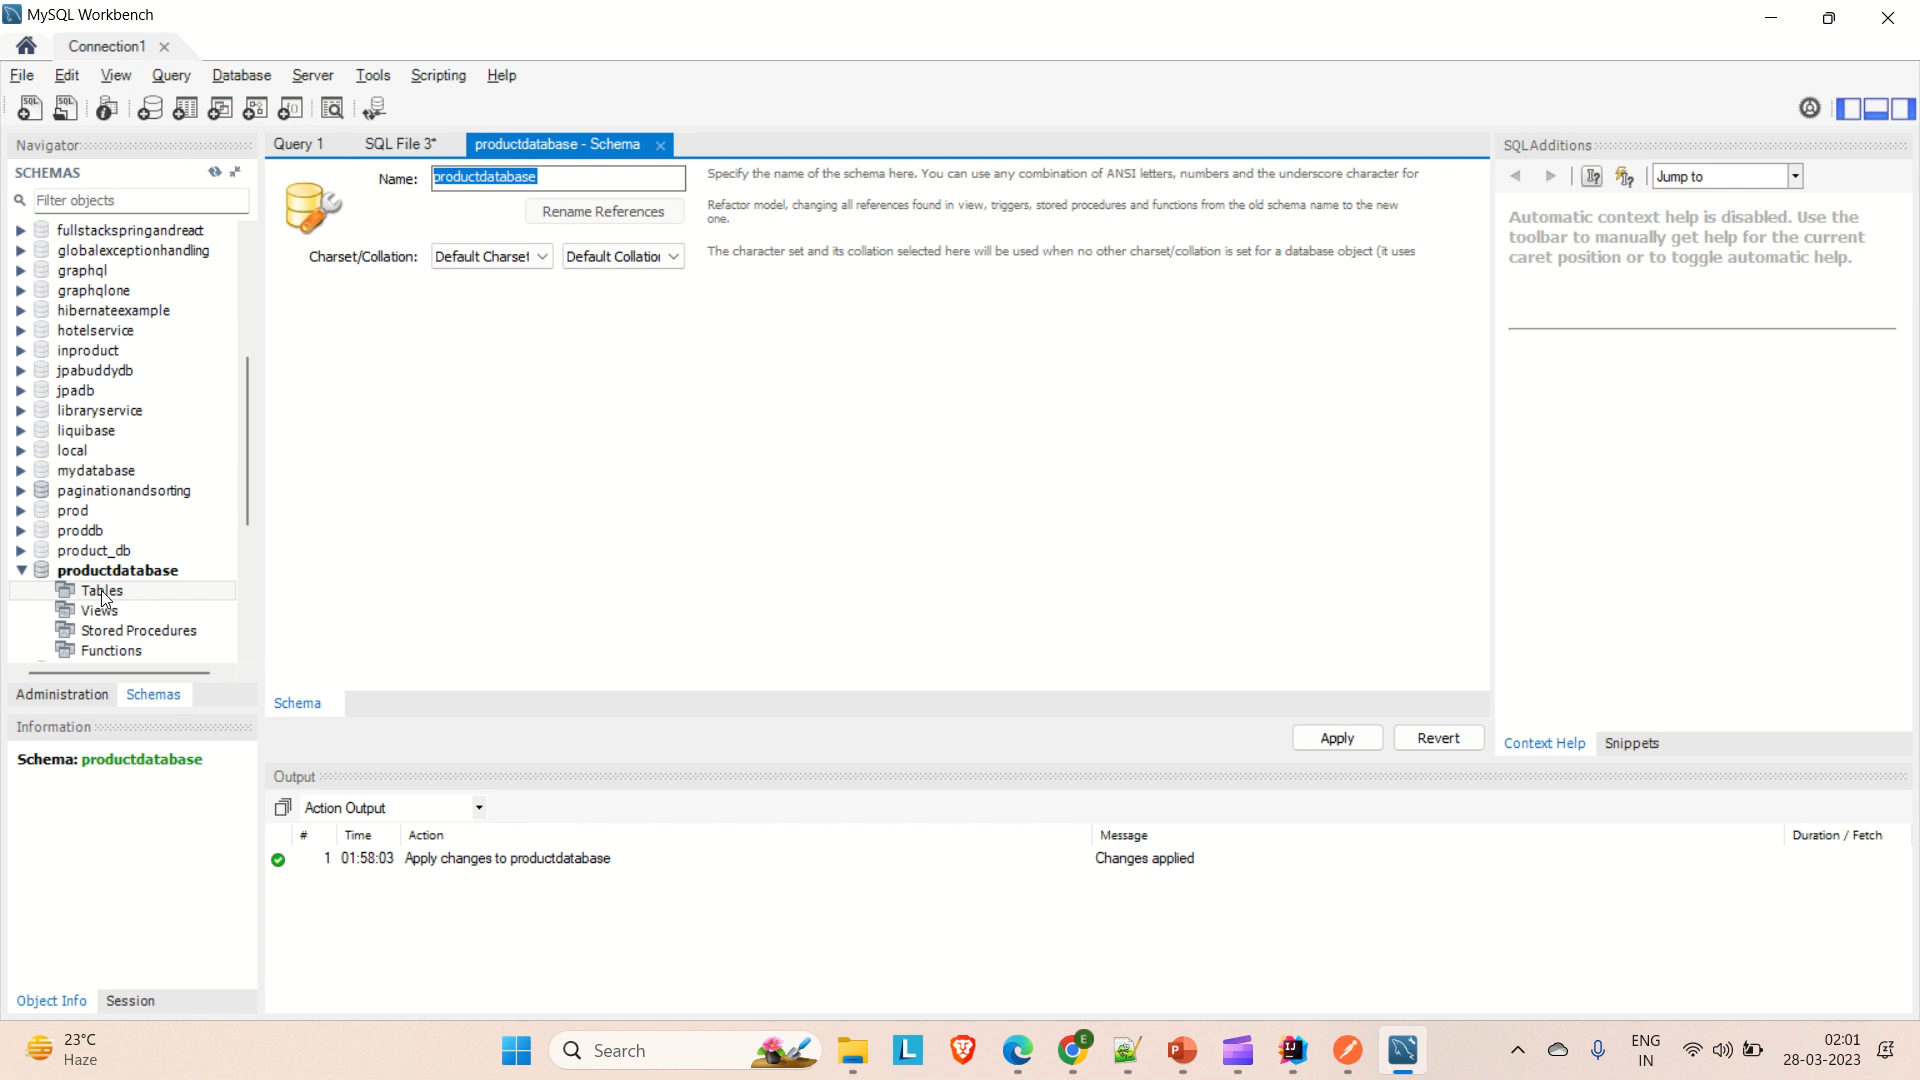 MySQL Workbench
Connection1
File Edit View Query Database Server Tools Scripting Help
Navigator
SCHEMAS
Filter objects
fullstackspringandreact
globalexceptionhandling
graphql
graphqlone
hibernateexample
hotelservice
inproduct
jpabuddydb
jpadb
libraryservice
liquibase
local
mydatabase
paginationandsorting
prod
proddb
product_db
productdatabase
Tables
Views
Stored Procedures
Functions
Administration Schemas
Information
Schema: productdatabase
Object Info Session
Query 1 SQL File 3* productdatabase - Schema
Name: productdatabase
Specify the name of the schema here. You can use any combination of ANSI letters, numbers and the underscore character for
Rename References
Refactor model, changing all references found in view, triggers, stored procedures and functions from the old schema name to the new
one.
Charset/Collation: Default Charset Default Collation
The character set and its collation selected here will be used when no other charset/collation is set for a database object (it uses
Schema
Apply Revert
SQLAdditions
Jump to
Automatic context help is disabled. Use the
toolbar to manually get help for the current
caret position or to toggle automatic help.
Context Help Snippets
Output
Action Output
# Time Action Message Duration / Fetch
1 01:58:03 Apply changes to productdatabase Changes applied
23°C
Haze
Search
ENG
IN
02:01
28-03-2023